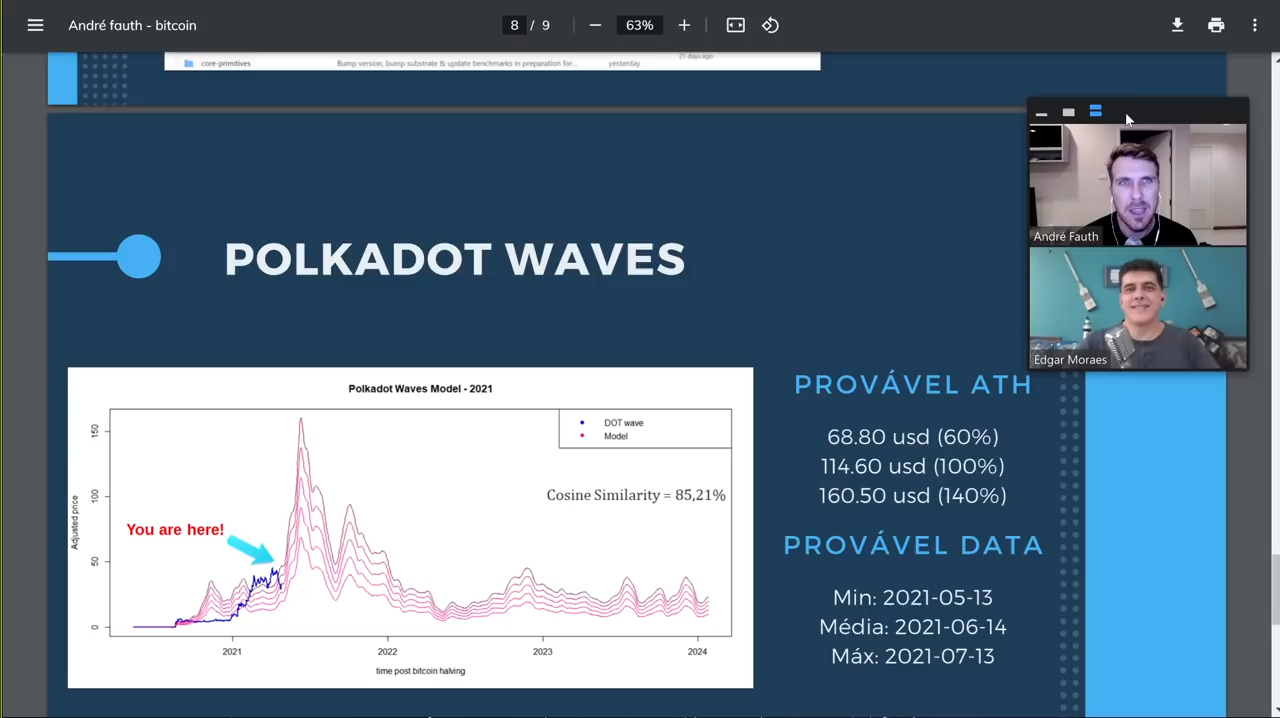 André fauth - bitcoin
8 / 9
63%
21 days ago
core-primitives
Bump version, bump substrate & update benchmarks in preparation for...
yesterday
André Fauth
Edgar Moraes
POLKADOT WAVES
Polkadot Waves Model - 2021
DOT wave
Model
Cosine Similarity = 85,21%
You are here!
Adjusted price
150
100
50
0
2021
2022
2023
2024
time post bitcoin halving
PROVÁVEL ATH
68.80 usd (60%)
114.60 usd (100%)
160.50 usd (140%)
PROVÁVEL DATA
Min: 2021-05-13
Média: 2021-06-14
Máx: 2021-07-13